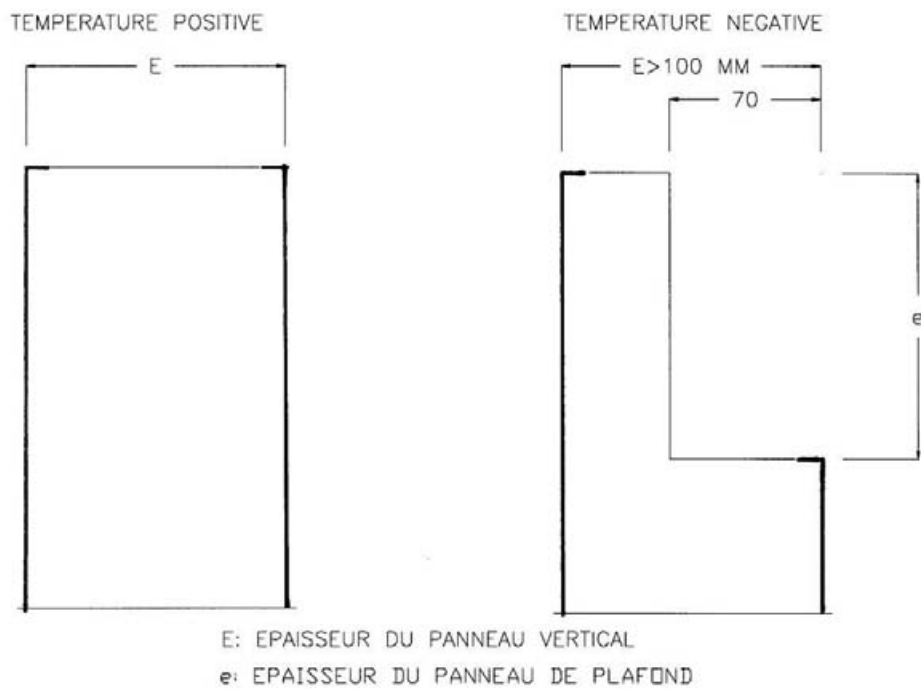 TEMPERATURE POSITIVE
E
TEMPERATURE NEGATIVE
E>100 MM
70
e
E: EPAISSEUR DU PANNEAU VERTICAL
e: EPAISSEUR DU PANNEAU DE PLAFOND